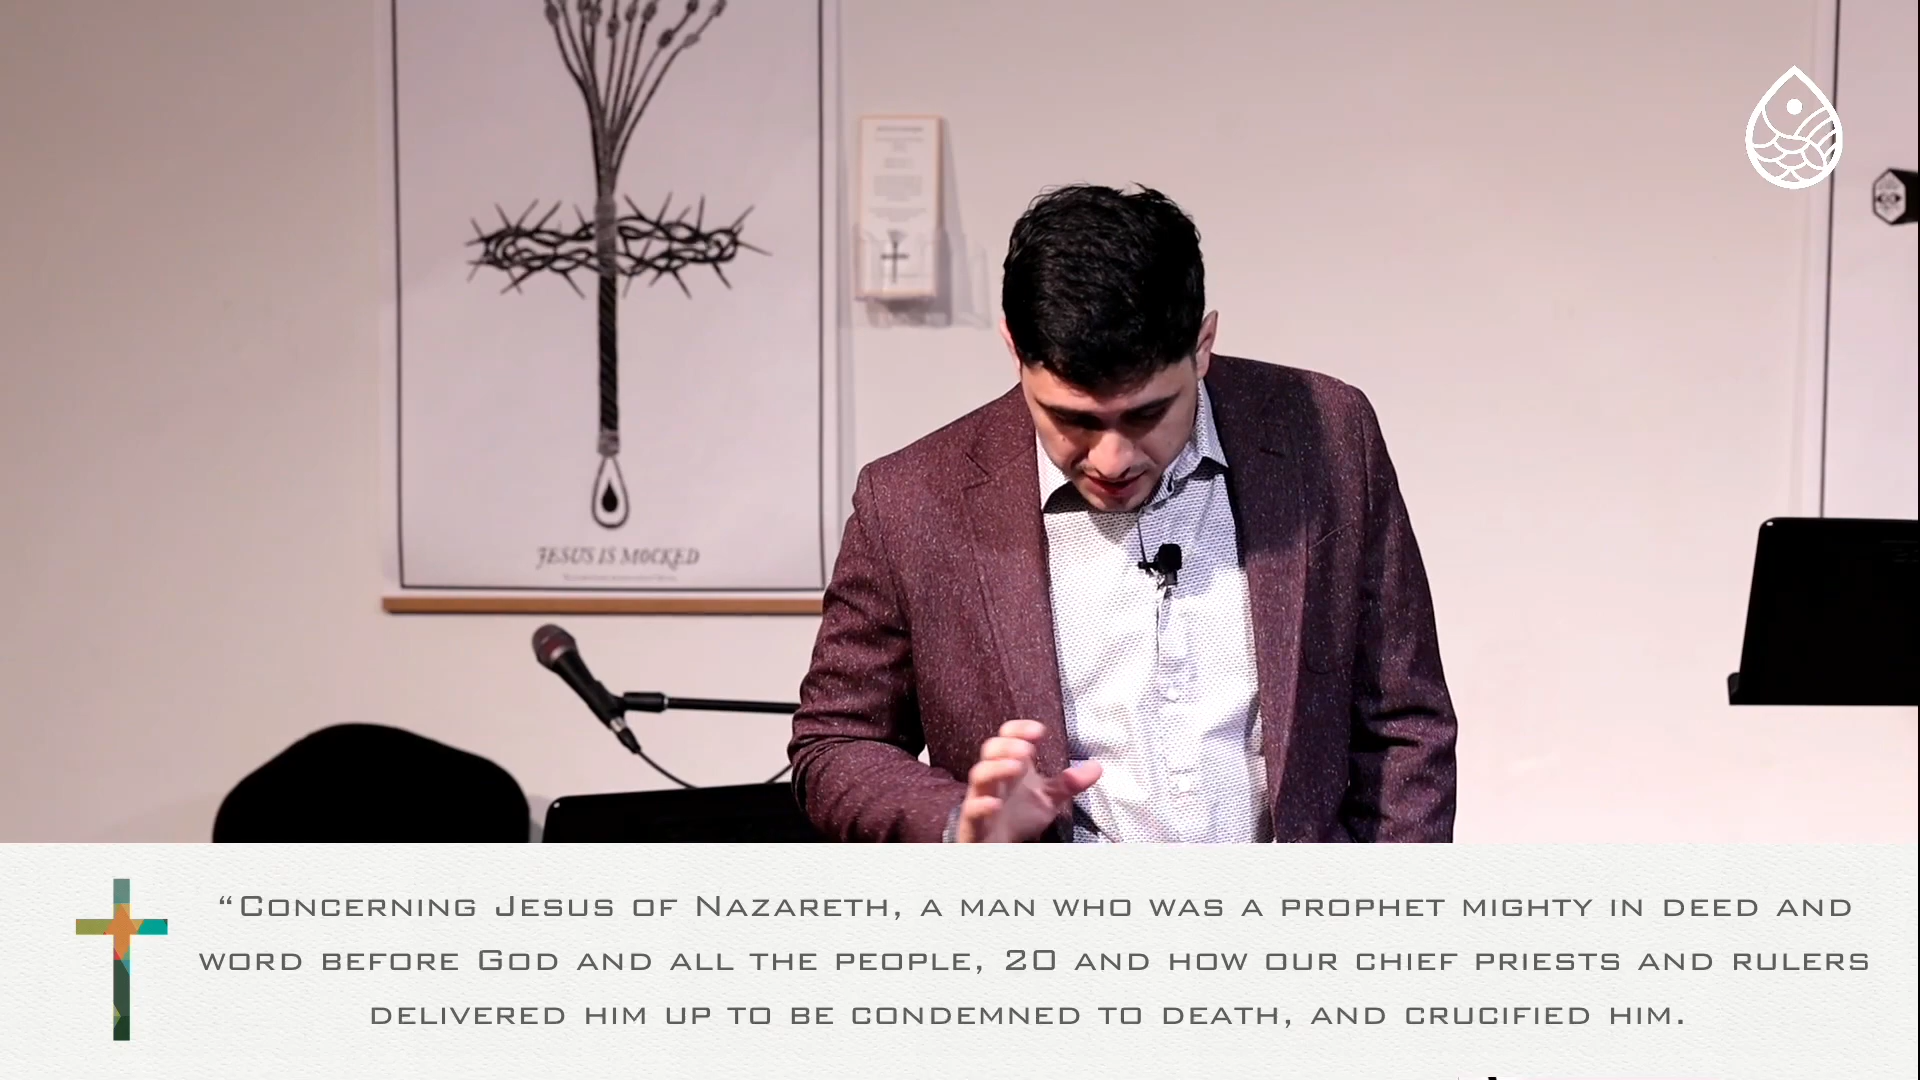 JESUS IS MOCKED
“Concerning Jesus of Nazareth, a man who was a prophet mighty in deed and
word before God and all the people, 20 and how our chief priests and rulers
delivered him up to be condemned to death, and crucified him.